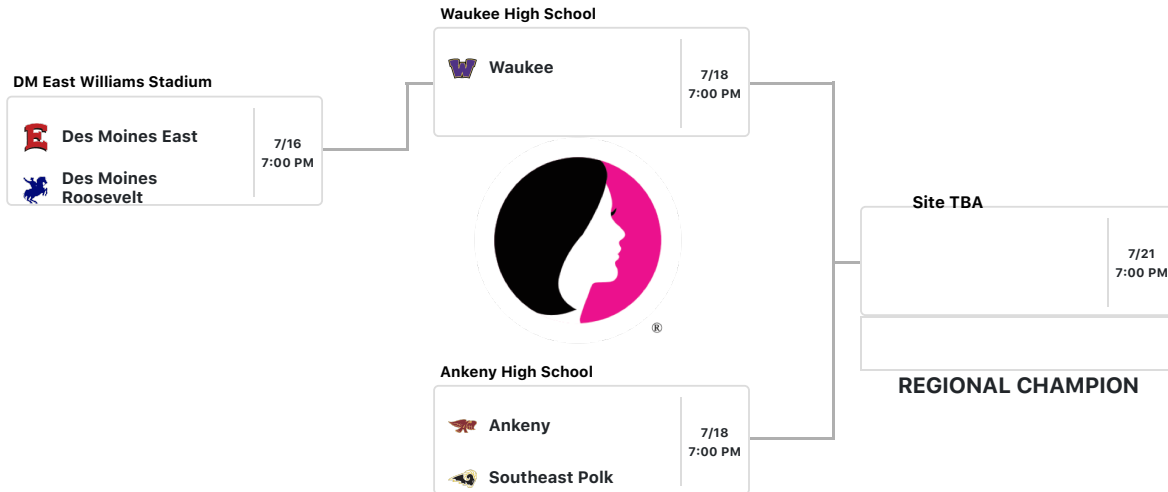 Waukee High School
Waukee
7/18
7:00 PM
DM East Williams Stadium
E
Des Moines East
Des Moines
Roosevelt
7/16
7:00 PM
W
®
Site TBA
7/21
7:00 PM
REGIONAL CHAMPION
Ankeny High School
Ankeny
Southeast Polk
7/18
7:00 PM